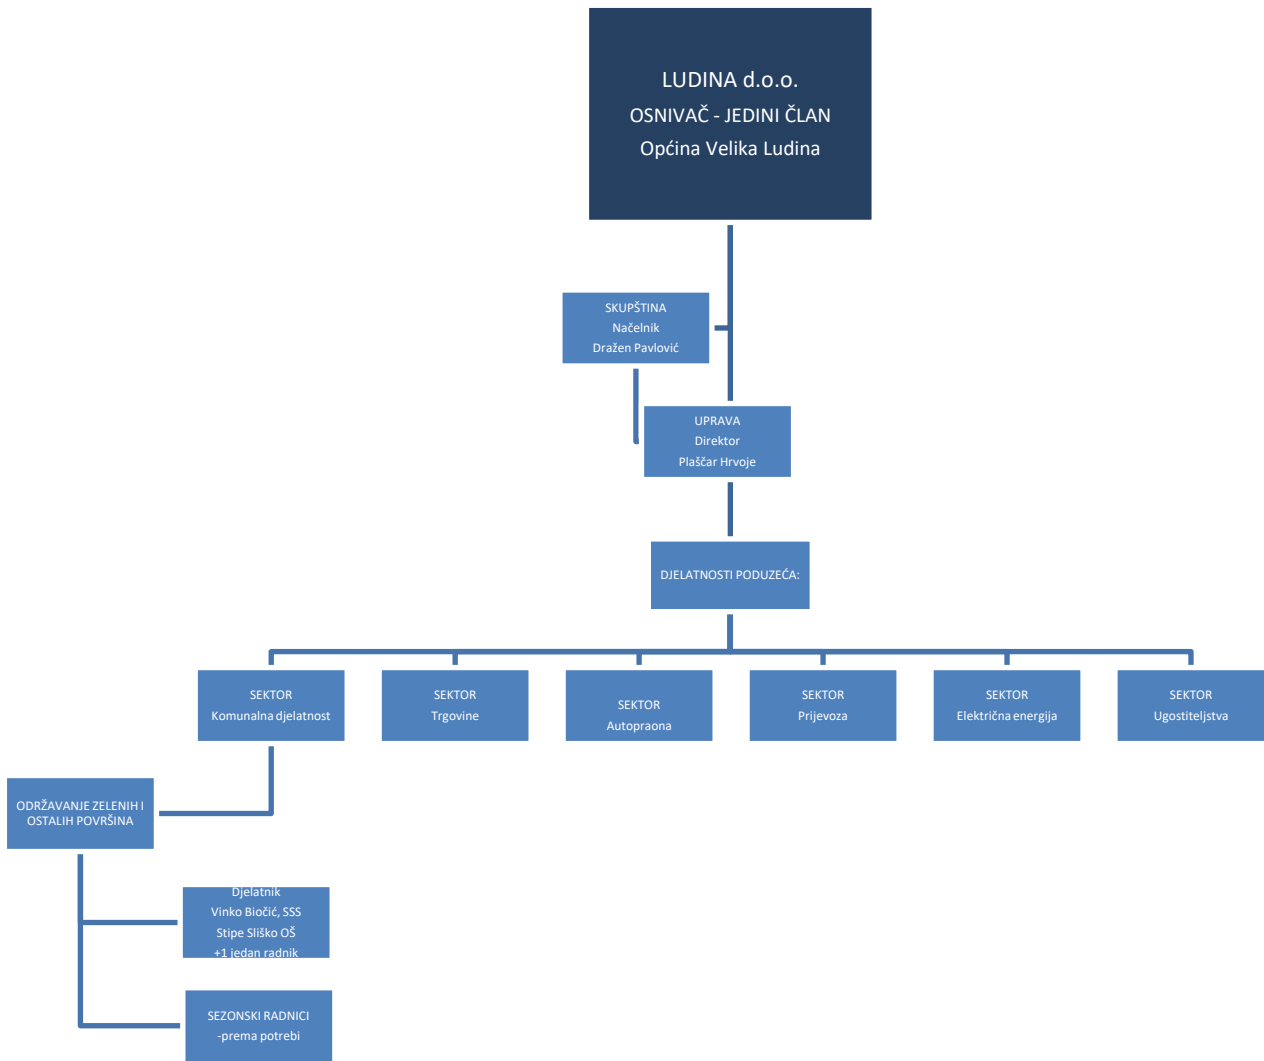 LUDINA d.o.o.
OSNIVAČ - JEDINI ČLAN
Općina Velika Ludina
SKUPŠTINA
Načelnik
Dražen Pavlović
UPRAVA
Direktor
Plaščar Hrvoje
DJELATNOSTI PODUZEĆA:
SEKTOR
Komunalna djelatnost
SEKTOR
Trgovine
SEKTOR
Autopraona
SEKTOR
Prijevoza
SEKTOR
Električna energija
SEKTOR
Ugostiteljstva
ODRŽAVANJE ZELENIH I
OSTALIH POVRŠINA
Djelatnik
Vinko Biočić, SSS
Stipe Sliško OŠ
+1 jedan radnik
SEZONSKI RADNICI
-prema potrebi